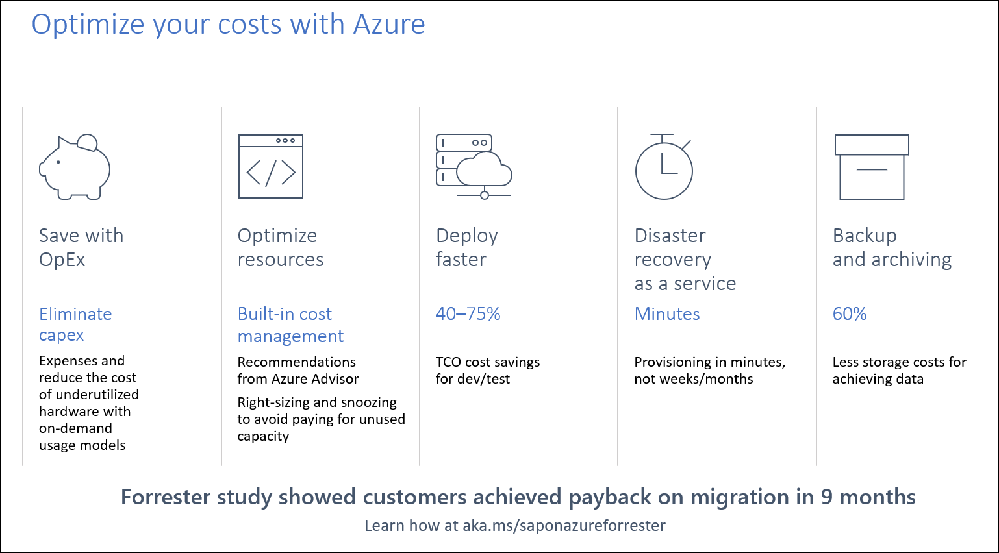 Optimize your costs with Azure
Save with
OpEx
Eliminate
capex
Expenses and
reduce the cost
of underutilized
hardware with
on-demand
usage models
Optimize
resources
Built-in cost
management
Recommendations
from Azure Advisor
Right-sizing and snoozing
to avoid paying for unused
capacity
Deploy
faster
40–75%
TCO cost savings
for dev/test
Disaster
recovery
as a service
Minutes
Provisioning in minutes,
not weeks/months
Backup
and archiving
60%
Less storage costs for
achieving data
Forrester study showed customers achieved payback on migration in 9 months
Learn how at aka.ms/saponazureforrester